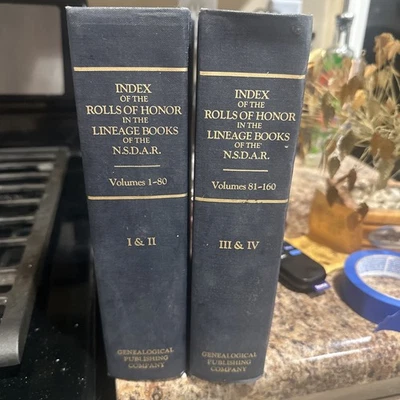 INDEX
OF THE
ROLLS OF HONOR
IN THE
LINEAGE BOOKS
OF THE
N.S.D.A.R.
Volumes 1-80
I & II
GENEALOGICAL
PUBLISHING
COMPANY
INDEX
OF THE
ROLLS OF HONOR
IN THE
LINEAGE BOOKS
OF THE
N.S.D.A.R.
Volumes 81-160
III & IV
GENEALOGICAL
PUBLISHING
COMPANY